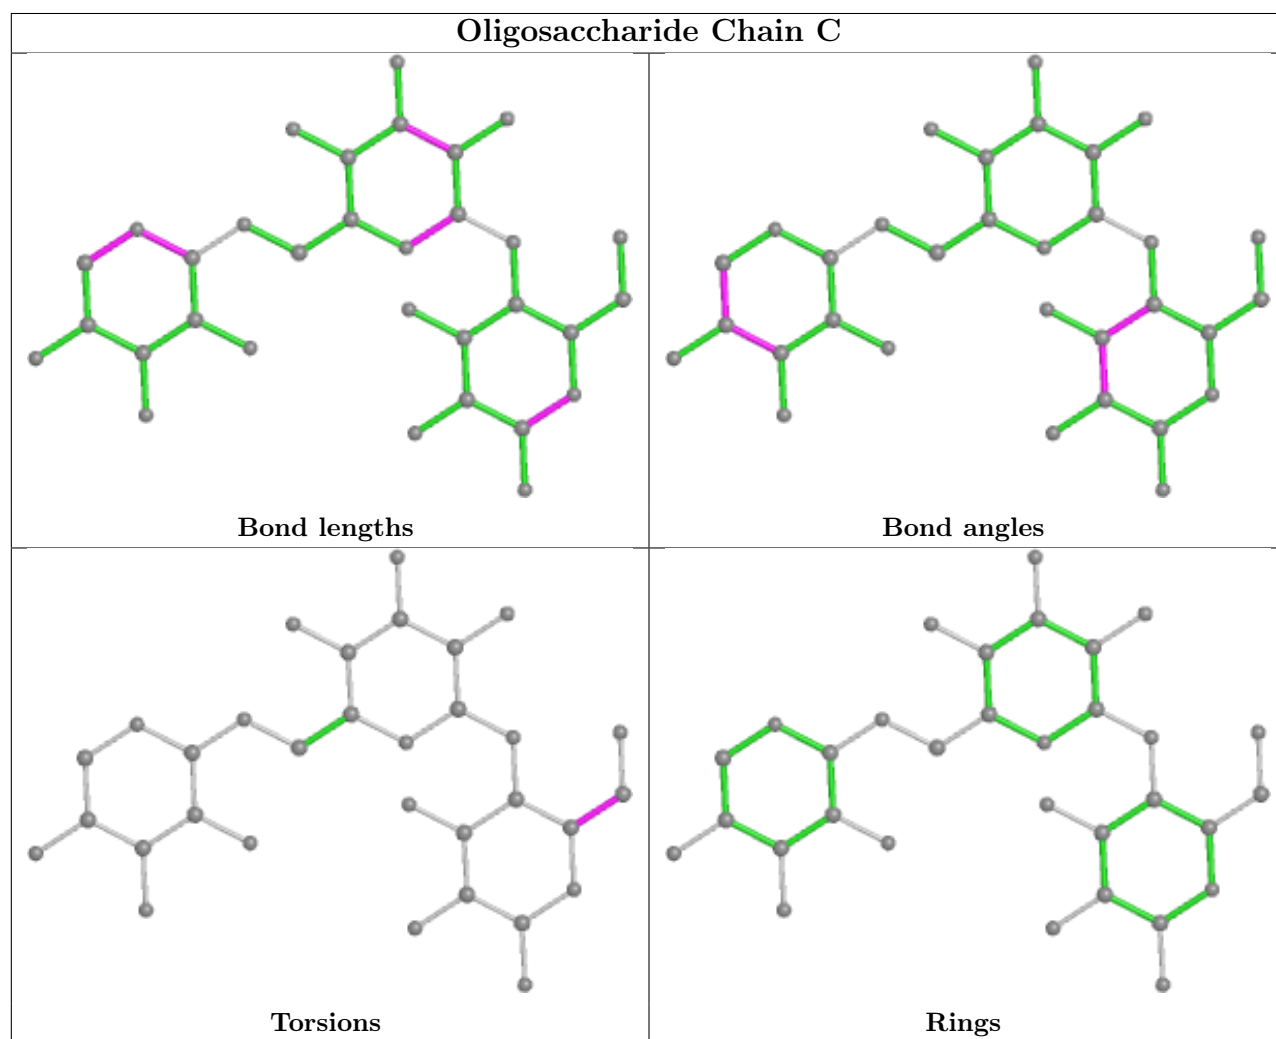 Oligosaccharide Chain C
Bond lengths
Bond angles
Torsions
Rings